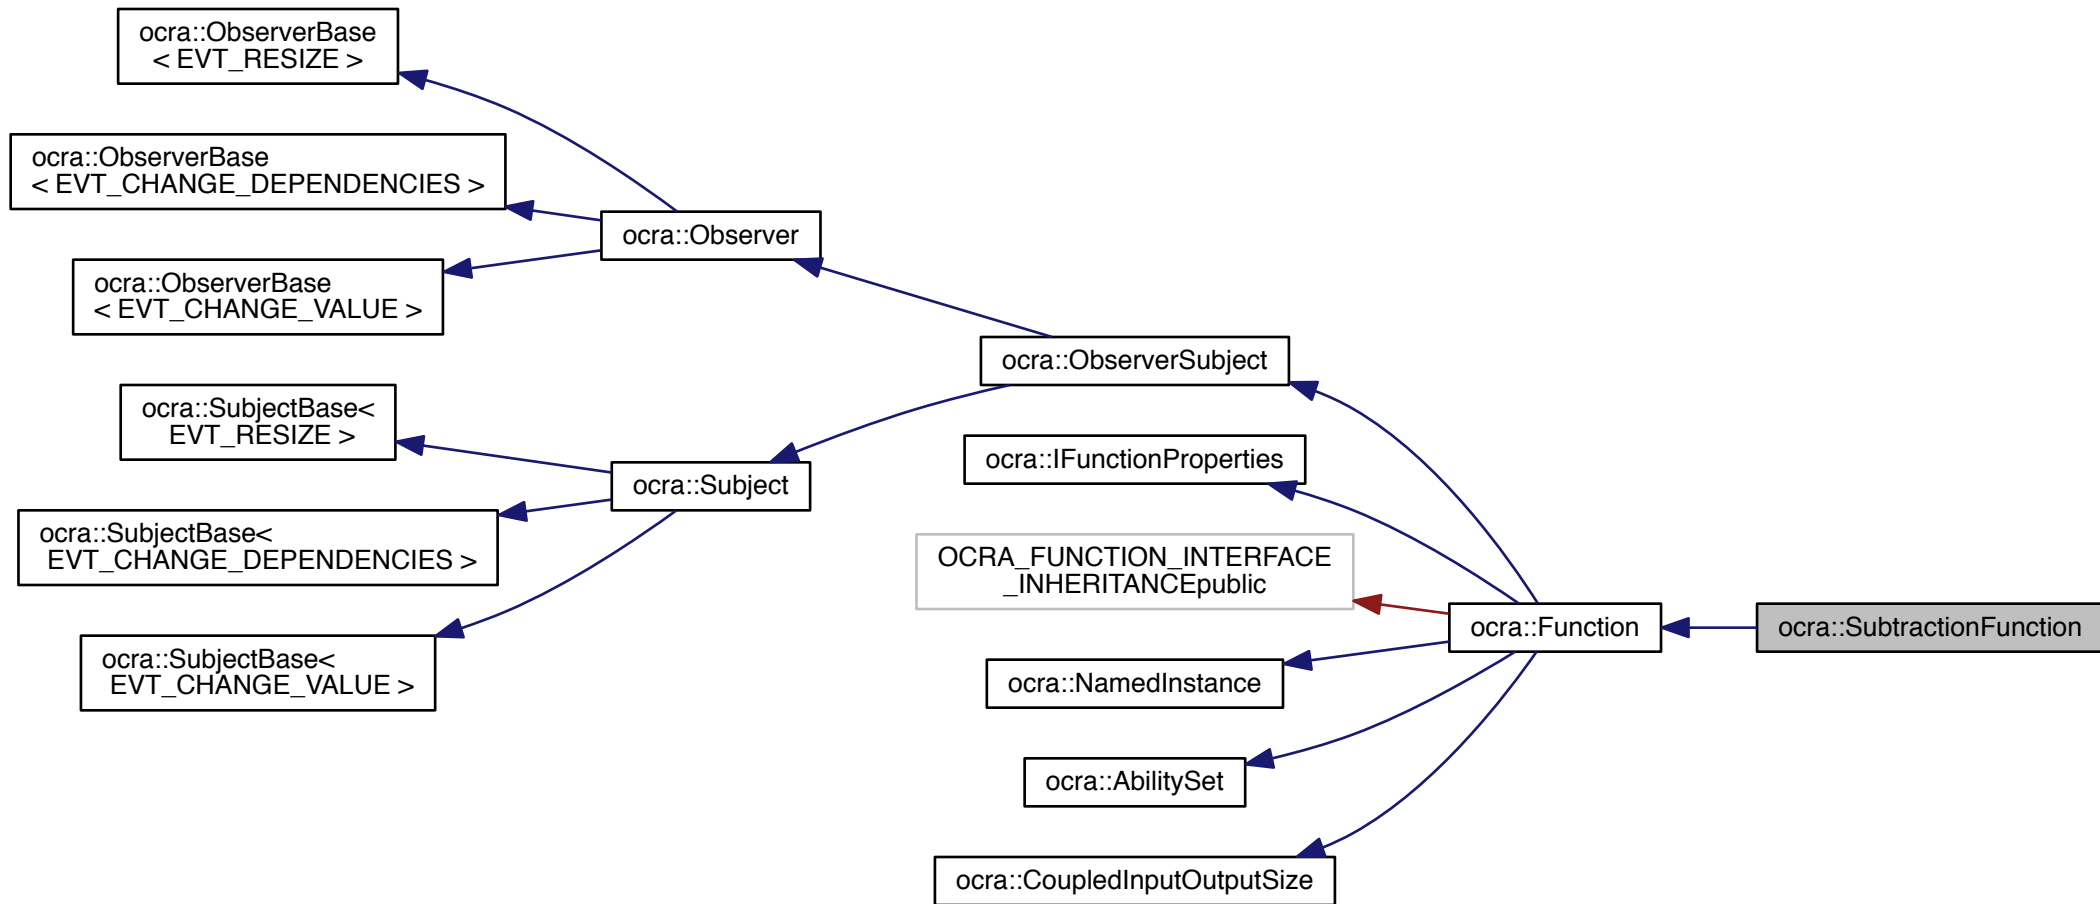 ocra::ObserverBase
< EVT_RESIZE >
ocra::ObserverBase
< EVT_CHANGE_DEPENDENCIES >
ocra::Observer
ocra::ObserverBase
< EVT_CHANGE_VALUE >
ocra::ObserverSubject
ocra::SubjectBase<
EVT_RESIZE >
ocra::IFunctionProperties
ocra::Subject
ocra::SubjectBase<
EVT_CHANGE_DEPENDENCIES >
OCRA_FUNCTION_INTERFACE
_INHERITANCEpublic
ocra::Function
ocra::SubtractionFunction
ocra::SubjectBase<
EVT_CHANGE_VALUE >
ocra::NamedInstance
ocra::AbilitySet
ocra::CoupledInputOutputSize